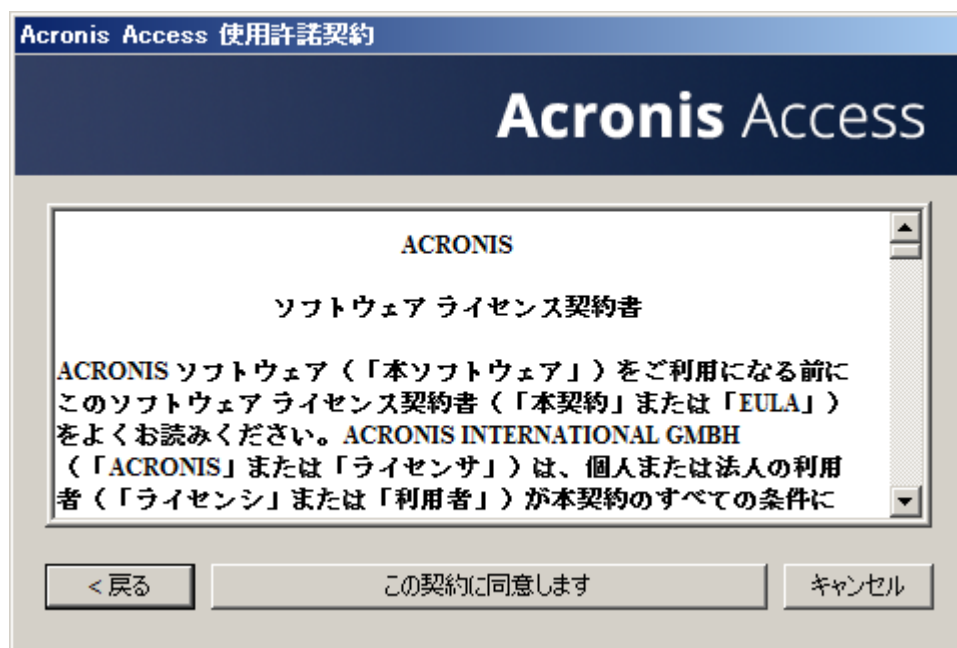 Acronis Access 使用許諾契約
Acronis Access
ACRONIS
ソフトウェア ライセンス契約書
ACRONIS ソフトウェア（「本ソフトウェア」）をご利用になる前に
このソフトウェア ライセンス契約書（「本契約」または「EULA」）
をよくお読みください。ACRONIS INTERNATIONAL GMBH
（「ACRONIS」または「ライセンサ」）は、個人または法人の利用
者（「ライセンシ」または「利用者」）が本契約のすべての条件に
< 戻る
この契約に同意します
キャンセル